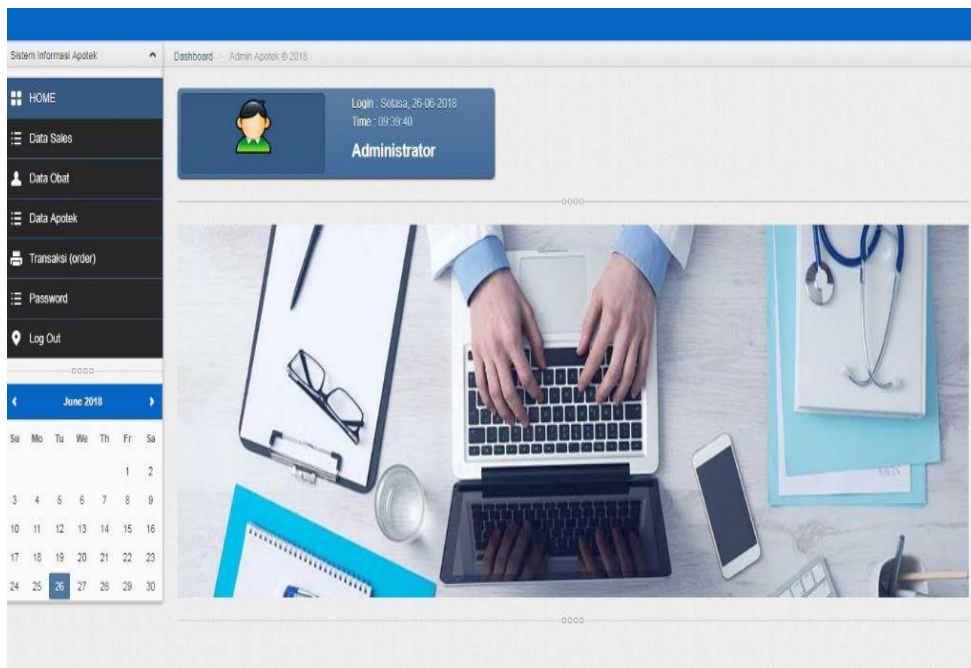 Sistem Informasi Apotek
Dashboard > Admin Apotek © 2018
HOME
Data Sales
Data Obat
Data Apotek
Transaksi (order)
Password
Log Out
Login : Selasa, 26-06-2018
Time : 09:39:40
Administrator
June 2018
Su Mo Tu We Th Fr Sa
1 2
3 4 5 6 7 8 9
10 11 12 13 14 15 16
17 18 19 20 21 22 23
24 25 26 27 28 29 30